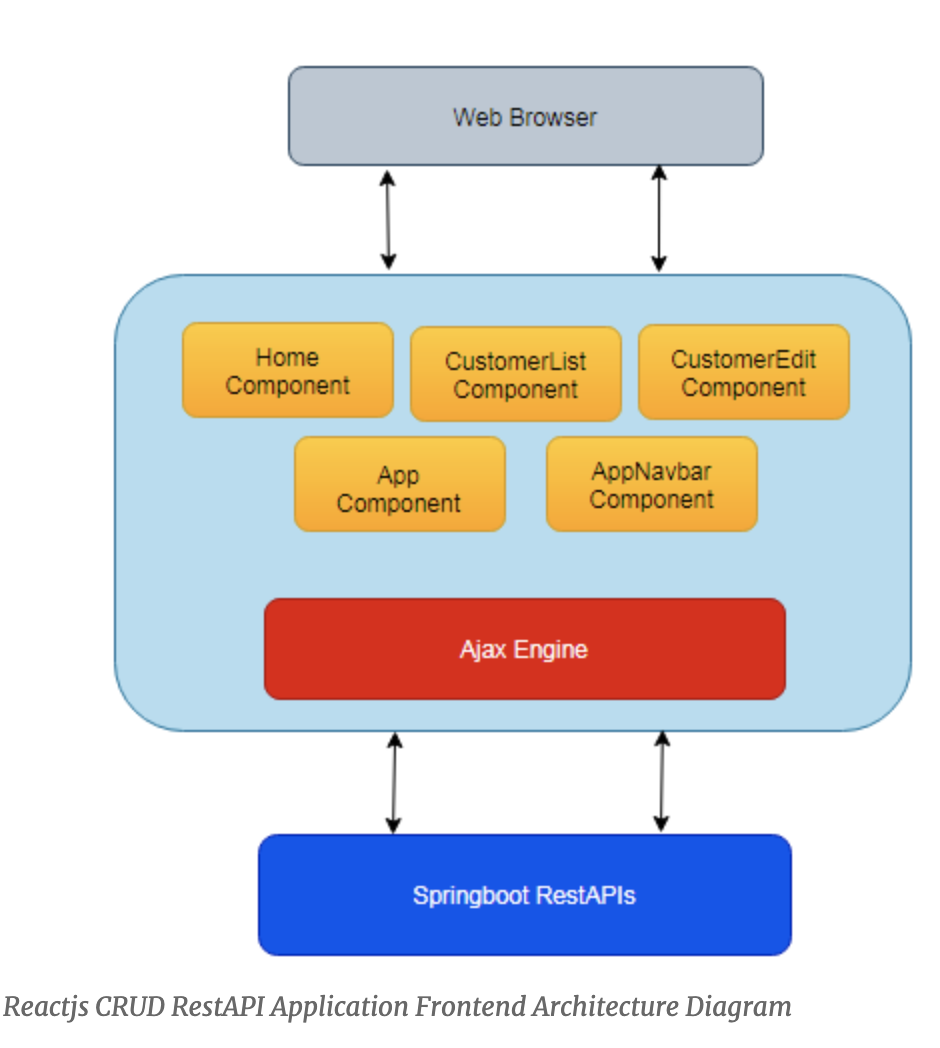 Web Browser
Home
Component
CustomerList
Component
CustomerEdit
Component
App
Component
AppNavbar
Component
Ajax Engine
Springboot RestAPIs
Reactjs CRUD RestAPI Application Frontend Architecture Diagram